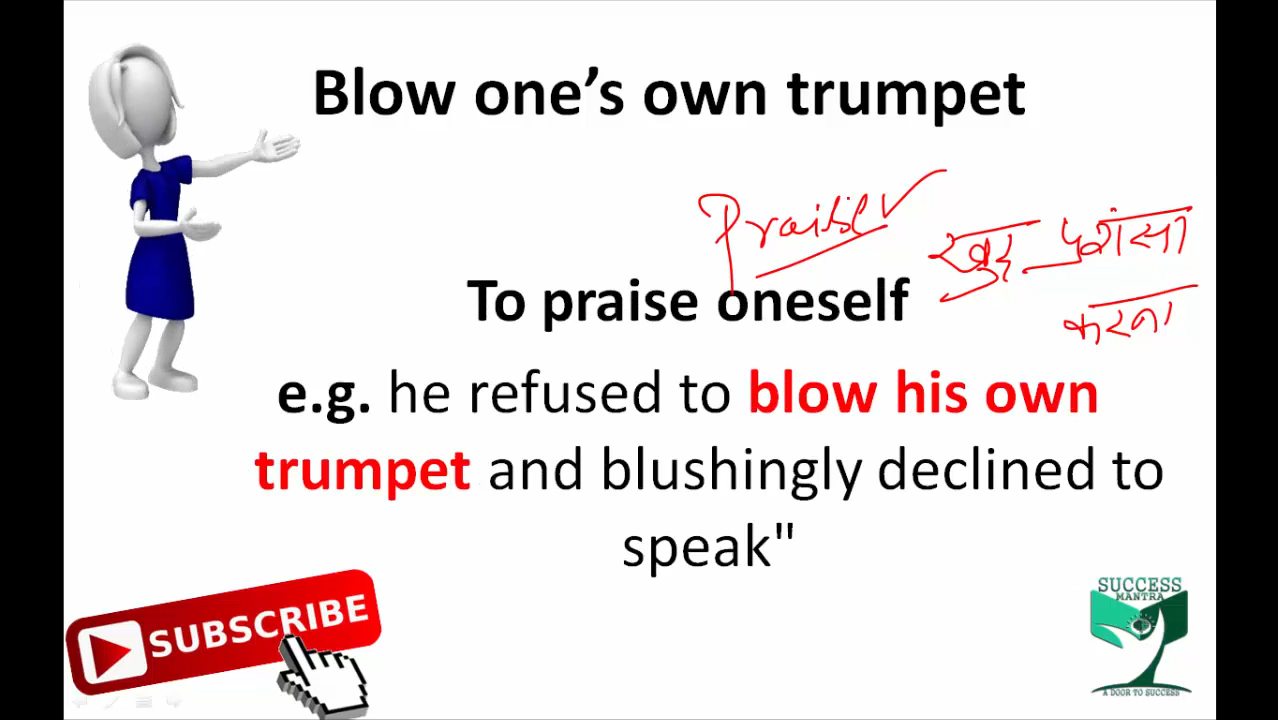 Blow one's own trumpet
Praise
खुद प्रशंसा
करना
To praise oneself
e.g. he refused to blow his own
trumpet and blushingly declined to
speak"
SUBSCRIBE
SUCCESS
MANTRA
A DOOR TO SUCCESS